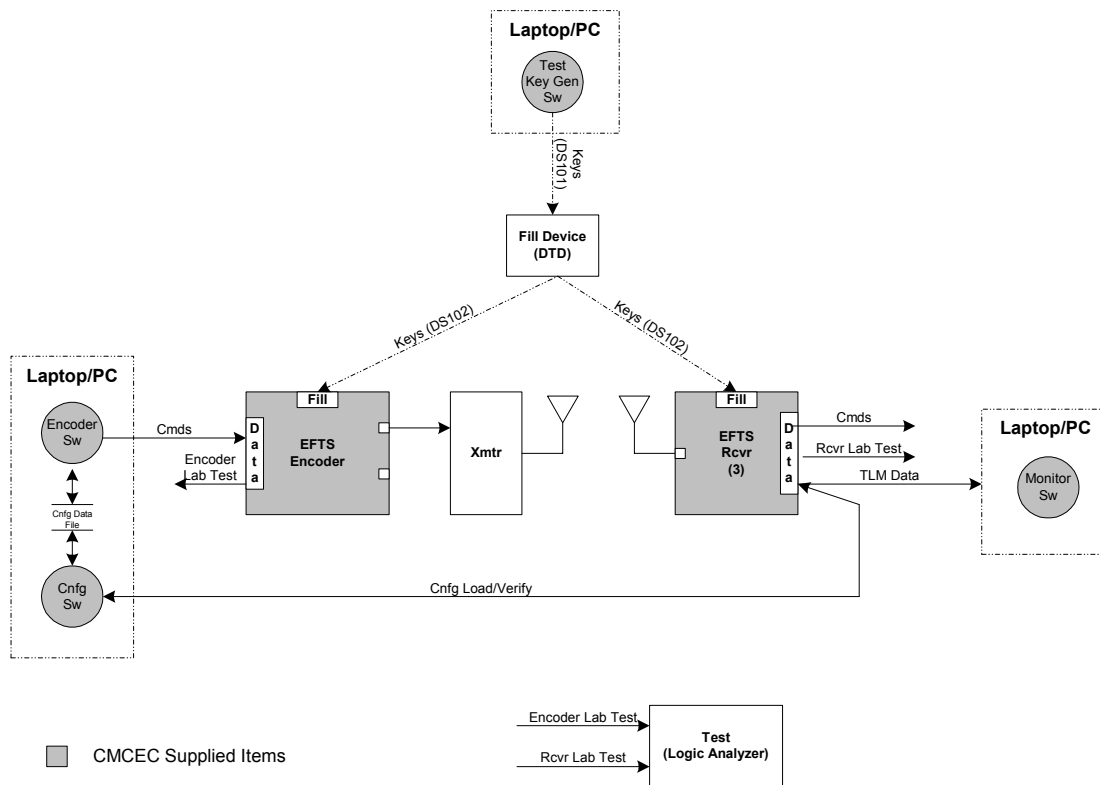 Laptop/PC
Test
Key Gen
Sw
Keys
(DS101)
Fill Device
(DTD)
Keys (DS102)
Keys (DS102)
Laptop/PC
Encoder
Sw
Cnfg Data
File
Cnfg
Sw
Cmds
Encoder
Lab Test
Fill
Data
EFTS
Encoder
Xmtr
Fill
EFTS
Rcvr
(3)
Data
Cmds
Rcvr Lab Test
TLM Data
Laptop/PC
Monitor
Sw
Cnfg Load/Verify
Encoder Lab Test
Rcvr Lab Test
Test
(Logic Analyzer)
CMCEC Supplied Items